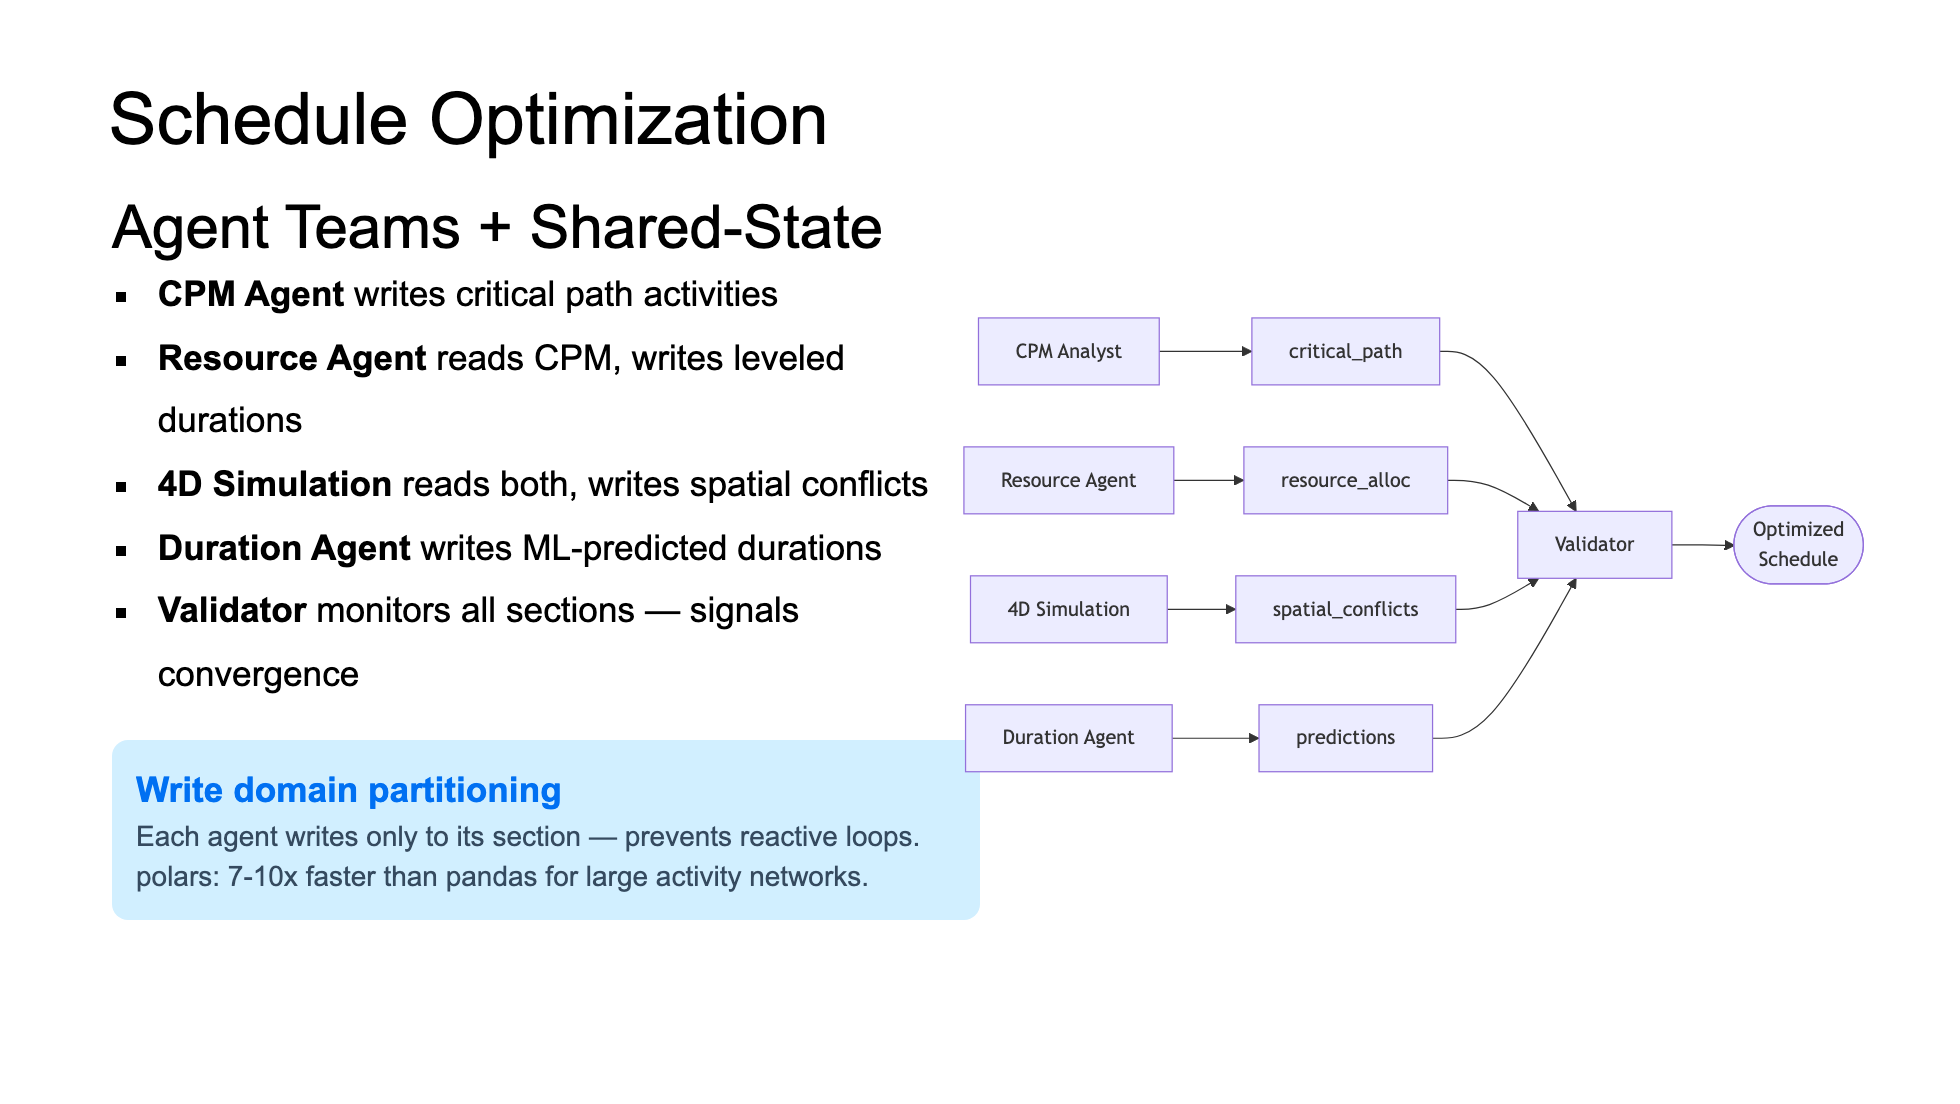 Schedule Optimization
Agent Teams + Shared-State
▪ CPM Agent writes critical path activities
▪ Resource Agent reads CPM, writes leveled
durations
▪ 4D Simulation reads both, writes spatial conflicts
▪ Duration Agent writes ML-predicted durations
▪ Validator monitors all sections — signals
convergence
Write domain partitioning
Each agent writes only to its section — prevents reactive loops.
polars: 7-10x faster than pandas for large activity networks.
CPM Analyst
critical_path
Resource Agent
resource_alloc
4D Simulation
spatial_conflicts
Duration Agent
predictions
Validator
Optimized
Schedule